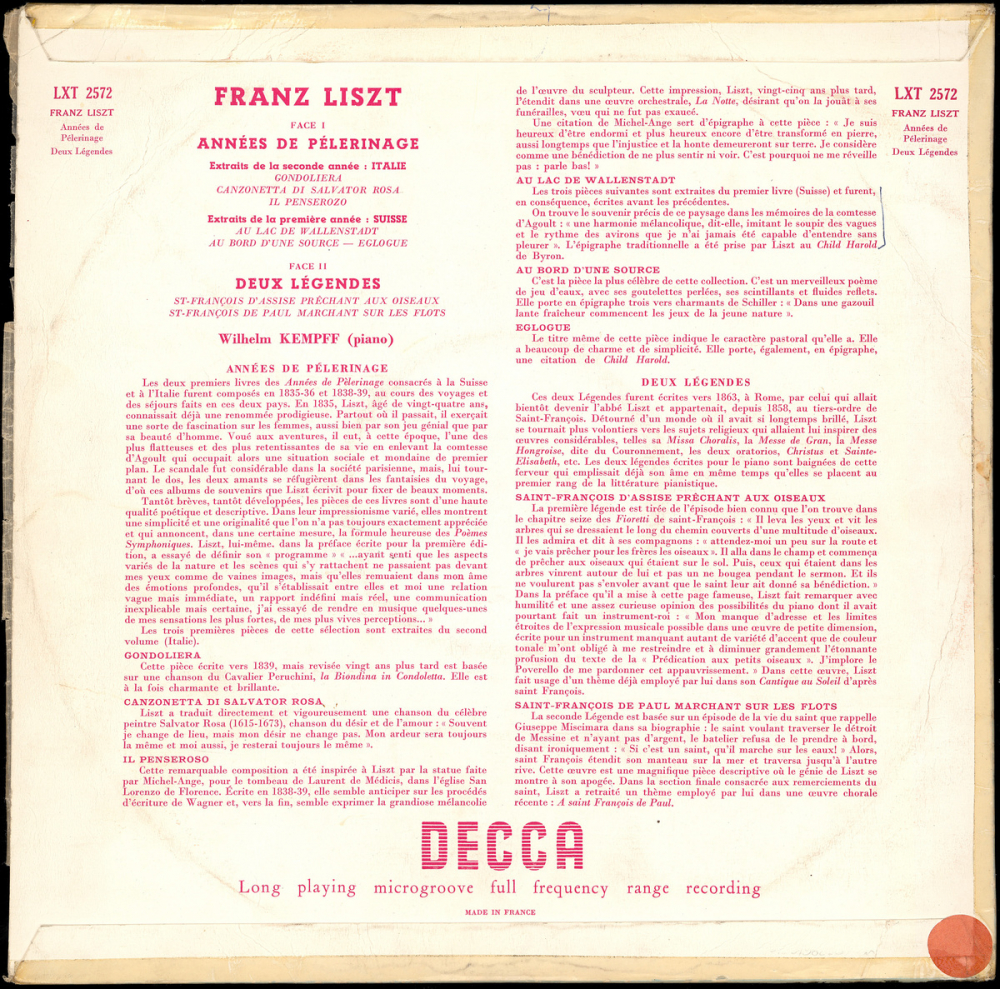 LXT 2572
FRANZ LISZT
Années de
Pélerinage
Deux Légendes
FRANZ LISZT
FACE I
ANNÉES DE PÉLERINAGE
Extraits de la seconde année : ITALIE
GONDOLIERA
CANZONETTA DI SALVATOR ROSA
IL PENSEROZO
Extraits de la première année : SUISSE
AU LAC DE WALLENSTADT
AU BORD D'UNE SOURCE — EGLOGUE
FACE II
DEUX LÉGENDES
ST-FRANÇOIS D'ASSISE PRÊCHANT AUX OISEAUX
ST-FRANÇOIS DE PAUL MARCHANT SUR LES FLOTS
Wilhelm KEMPFF (piano)
ANNÉES DE PÉLERINAGE
Les deux premiers livres des Années de Pèlerinage consacrés à la Suisse
et à l'Italie furent composés en 1835-36 et 1838-39, au cours des voyages et
des séjours faits en ces deux pays. En 1835, Liszt, âgé de vingt-quatre ans,
connaissait déjà une renommée prodigieuse. Partout où il passait, il exerçait
une sorte de fascination sur les femmes, aussi bien par son jeu génial que par
sa beauté d'homme. Voué aux aventures, il eut, à cette époque, l'une des
plus flatteuses et des plus retentissantes de sa vie en enlevant la comtesse
d'Agoult qui occupait alors une situation sociale et mondaine de premier
plan. Le scandale fut considérable dans la société parisienne, mais, lui tour-
nant le dos, les deux amants se réfugièrent dans les fantaisies du voyage,
d'où ces albums de souvenirs que Liszt écrivit pour fixer de beaux moments.
Tantôt brèves, tantôt développées, les pièces de ces livres sont d'une haute
qualité poétique et descriptive. Dans leur impressionisme varié, elles montrent
une simplicité et une originalité que l'on n'a pas toujours exactement appréciée
et qui annoncent, dans une certaine mesure, la formule heureuse des Poèmes
Symphoniques. Liszt, lui-même. dans la préface écrite pour la première édi-
tion, a essayé de définir son « programme » « ...ayant senti que les aspects
variés de la nature et les scènes qui s'y rattachent ne passaient pas devant
mes yeux comme de vaines images, mais qu'elles remuaient dans mon âme
des émotions profondes, qu'il s'établissait entre elles et moi une relation
vague mais immédiate, un rapport indéfini mais réel, une communication
inexplicable mais certaine, j'ai essayé de rendre en musique quelques-unes
de mes sensations les plus fortes, de mes plus vives perceptions... »
Les trois premières pièces de cette sélection sont extraites du second
volume (Italie).
GONDOLIERA
Cette pièce écrite vers 1839, mais revisée vingt ans plus tard est basée
sur une chanson du Cavalier Peruchini, la Biondina in Condoletta. Elle est
à la fois charmante et brillante.
CANZONETTA DI SALVATOR ROSA
Liszt a traduit directement et vigoureusement une chanson du célèbre
peintre Salvator Rosa (1615-1673), chanson du désir et de l'amour : « Souvent
je change de lieu, mais mon désir ne change pas. Mon ardeur sera toujours
la même et moi aussi, je resterai toujours le même ».
IL PENSEROSO
Cette remarquable composition a été inspirée à Liszt par la statue faite
par Michel-Ange, pour le tombeau de Laurent de Médicis, dans l'église San
Lorenzo de Florence. Écrite en 1838-39, elle semble anticiper sur les procédés
d'écriture de Wagner et, vers la fin, semble exprimer la grandiose mélancolie
de l'œuvre du sculpteur. Cette impression, Liszt, vingt-cinq ans plus tard,
l'étendit dans une œuvre orchestrale, La Notte, désirant qu'on la jouât à ses
funérailles, vœu qui ne fut pas exaucé.
Une citation de Michel-Ange sert d'épigraphe à cette pièce : « Je suis
heureux d'être endormi et plus heureux encore d'être transformé en pierre,
aussi longtemps que l'injustice et la honte demeureront sur terre. Je considère
comme une bénédiction de ne plus sentir ni voir. C'est pourquoi ne me réveille
pas : parle bas! »
AU LAC DE WALLENSTADT
Les trois pièces suivantes sont extraites du premier livre (Suisse) et furent,
en conséquence, écrites avant les précédentes.
On trouve le souvenir précis de ce paysage dans les mémoires de la comtesse
d'Agoult : « une harmonie mélancolique, dit-elle, imitant le soupir des vagues
et le rythme des avirons que je n'ai jamais été capable d'entendre sans
pleurer ». L'épigraphe traditionnelle a été prise par Liszt au Child Harold
de Byron.
AU BORD D'UNE SOURCE
C'est la pièce la plus célèbre de cette collection. C'est un merveilleux poème
de jeu d'eaux, avec ses goutelettes perlées, ses scintillants et fluides reflets.
Elle porte en épigraphe trois vers charmants de Schiller : « Dans une gazouil
lante fraîcheur commencent les jeux de la jeune nature ».
EGLOGUE
Le titre même de cette pièce indique le caractère pastoral qu'elle a. Elle
a beaucoup de charme et de simplicité. Elle porte, également, en épigraphe,
une citation de Child Harold.
DEUX LÉGENDES
Ces deux Légendes furent écrites vers 1863, à Rome, par celui qui allait
bientôt devenir l'abbé Liszt et appartenait, depuis 1858, au tiers-ordre de
Saint-François. Détourné d'un monde où il avait si longtemps brillé, Liszt
se tournait plus volontiers vers les sujets religieux qui allaient lui inspirer des
œuvres considérables, telles sa Missa Choralis, la Messe de Gran, la Messe
Hongroise, dite du Couronnement, les deux oratorios, Christus et Sainte-
Elisabeth, etc. Les deux légendes écrites pour le piano sont baignées de cette
ferveur qui emplissait déjà son âme en même temps qu'elles se placent au
premier rang de la littérature pianistique.
SAINT-FRANÇOIS D'ASSISE PRÊCHANT AUX OISEAUX
La première légende est tirée de l'épisode bien connu que l'on trouve dans
le chapitre seize des Fioretti de saint-François : « Il leva les yeux et vit les
arbres qui se dressaient le long du chemin couverts d'une multitude d'oiseaux.
Il les admira et dit à ses compagnons : « attendez-moi un peu sur la route et
« je vais prêcher pour les frères les oiseaux ». Il alla dans le champ et commença
de prêcher aux oiseaux qui étaient sur le sol. Puis, ceux qui étaient dans les
arbres vinrent autour de lui et pas un ne bougea pendant le sermon. Et ils
ne voulurent pas s'envoler avant que le saint leur ait donné sa bénédiction. »
Dans la préface qu'il a mise à cette page fameuse, Liszt fait remarquer avec
humilité et une assez curieuse opinion des possibilités du piano dont il avait
pourtant fait un instrument-roi : « Mon manque d'adresse et les limites
étroites de l'expression musicale possible dans une œuvre de petite dimension,
écrite pour un instrument manquant autant de variété d'accent que de couleur
tonale m'ont obligé à me restreindre et à diminuer grandement l'étonnante
profusion du texte de la « Prédication aux petits oiseaux ». J'implore le
Poverello de me pardonner cet appauvrissement. » Dans cette œuvre, Liszt
fait usage d'un thème déjà employé par lui dans son Cantique au Soleil d'après
saint François.
SAINT-FRANÇOIS DE PAUL MARCHANT SUR LES FLOTS
La seconde Légende est basée sur un épisode de la vie du saint que rappelle
Giuseppe Miscimara dans sa biographie : le saint voulant traverser le détroit
de Messine et n'ayant pas d'argent, le batelier refusa de le prendre à bord,
disant ironiquement : « Si c'est un saint, qu'il marche sur les eaux! » Alors,
saint François étendit son manteau sur la mer et traversa jusqu'à l'autre
rive. Cette œuvre est une magnifique pièce descriptive où le génie de Liszt se
montre à son apogée. Dans la section finale consacrée aux remerciements du
saint, Liszt a retraité un thème employé par lui dans une œuvre chorale
récente : A saint François de Paul.
LXT 2572
FRANZ LISZT
Années de
Pélerinage
Deux Légendes
DECCA
Long playing microgroove full frequency range recording
MADE IN FRANCE